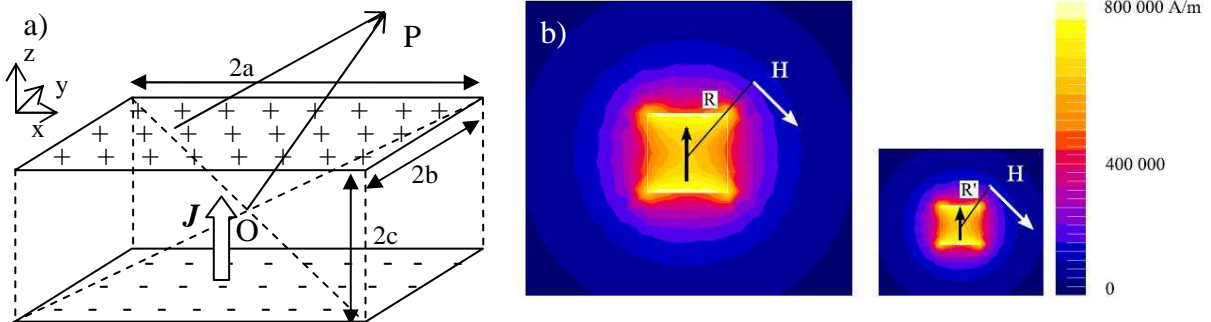 a)
z
y
x
2a
P
+ + + + + + +
+ + + + + + +
+ + + + + + + +
2b
J
O
2c
- - - - - - - -
- - - - - - - -
- - - - - - - -
b)
R
H
R'
H
800 000 A/m
400 000
0